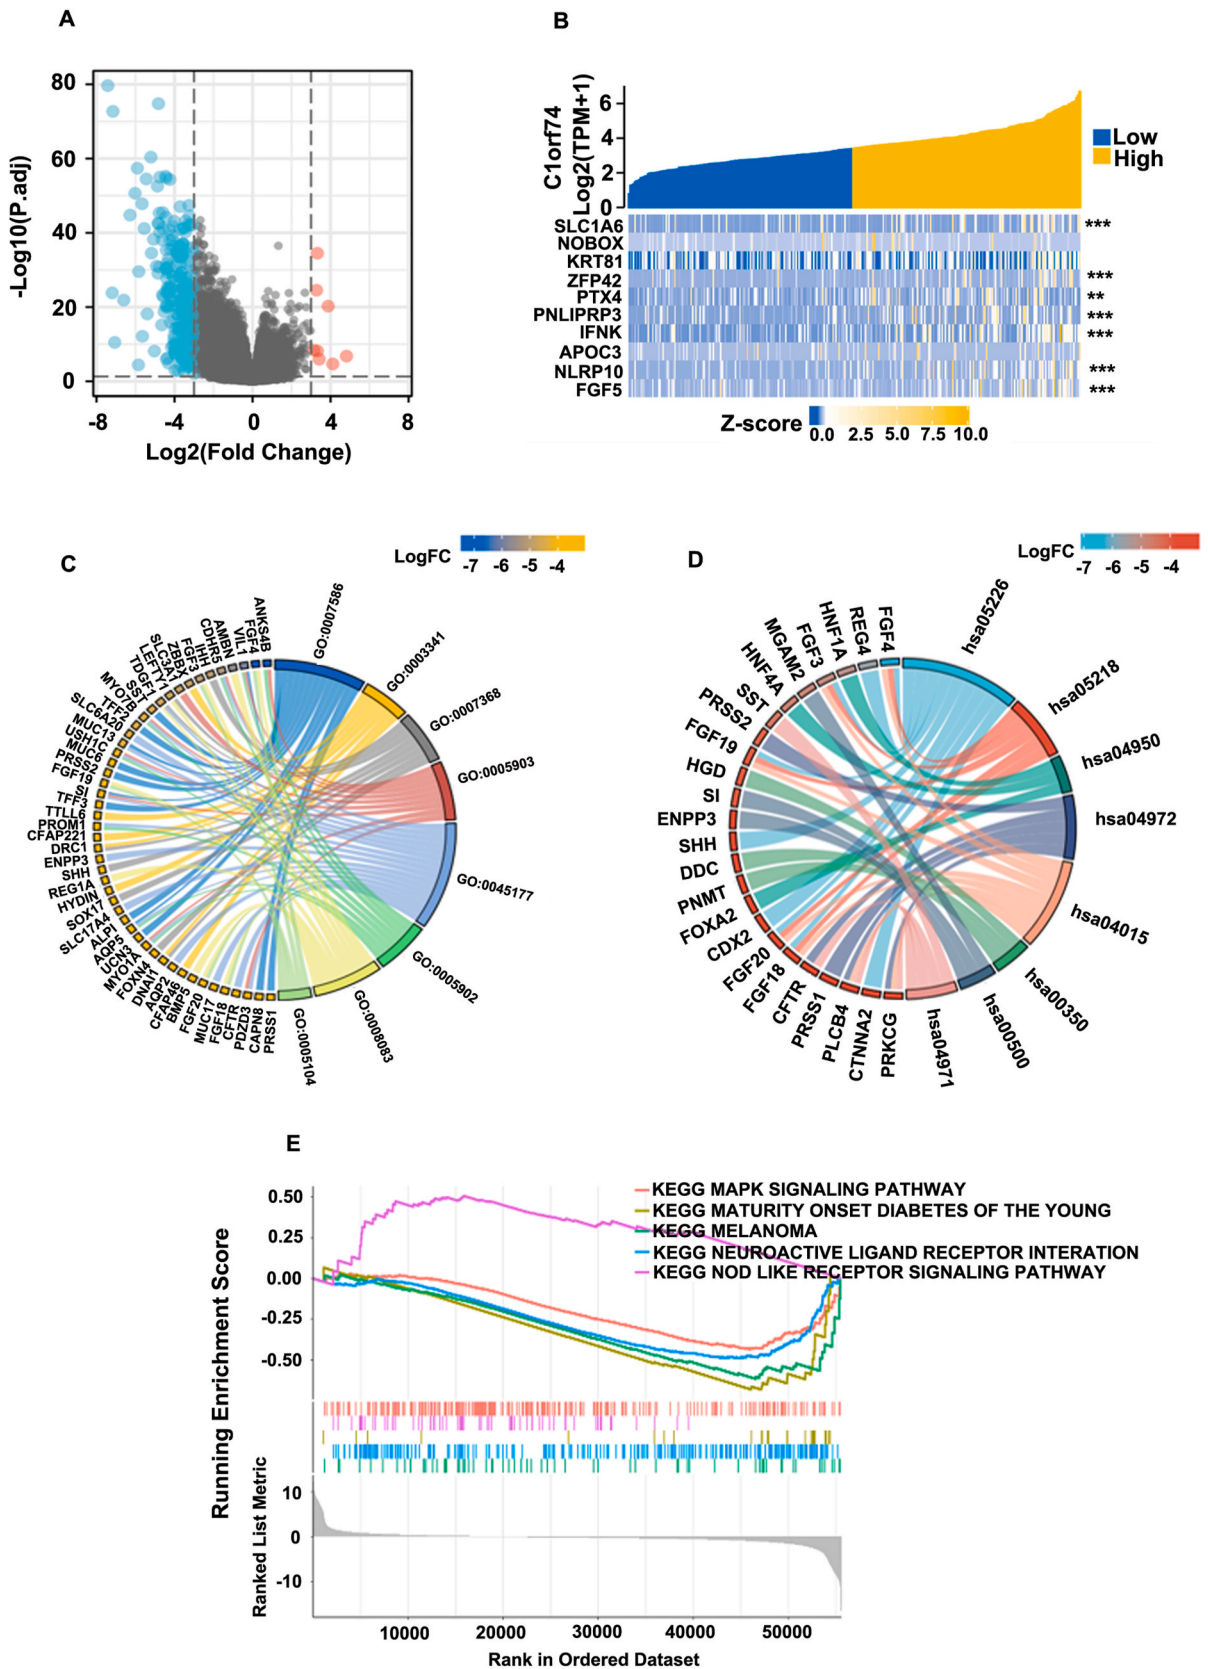 A
-Log10(P.adj)
80
60
40
20
0
-8
-4
0
4
8
Log2(Fold Change)
B
C1orf74
Log2(TPM+1)
6
4
2
0
Low
High
SLC1A6 ***
NOBOX
KRT81
ZFP42 ***
PTX4 **
PNLIPRP3 ***
IFNK ***
APOC3
NLRP10 ***
FGF5 ***
Z-score
0.0 2.5 5.0 7.5 10.0
C
LogFC
-7 -6 -5 -4
GO:0007586
GO:0003341
GO:0007368
GO:0005903
GO:0045177
GO:0005902
GO:0008083
GO:0005104
ANKS4B
FGF4
VIL1
AMBN
CDHR5
IHH
FGF3
ZBBX
SLC3A1
LEFTY1
TDGF1
SST
MYO7B
TFF2
SLC6A20
MUC13
USH1C
MUC6
PRSS2
FGF19
SI
TFF3
TTLL6
PROM1
CFAP221
DRC1
ENPP3
SHH
REG1A
HYDIN
SOX17
SLC17A4
ALPI
AQP5
UCN3
MYO1A
FOXN4
DNAI1
AQP2
CFAP46
BMP5
FGF20
MUC17
FGF18
CFTR
PDZD3
CAPN8
PRSS1
D
LogFC
-7 -6 -5 -4
hsa05226
hsa05218
hsa04950
hsa04972
hsa04015
hsa00350
hsa00500
hsa04971
FGF4
REG4
HNF1A
FGF3
MGAM2
HNF4A
SST
PRSS2
FGF19
HGD
SI
ENPP3
SHH
DDC
PNMT
FOXA2
CDX2
FGF20
FGF18
CFTR
PRSS1
PLCB4
CTNNA2
PRKCG
E
Running Enrichment Score
0.50
0.25
0.00
-0.25
-0.50
KEGG MAPK SIGNALING PATHWAY
KEGG MATURITY ONSET DIABETES OF THE YOUNG
KEGG MELANOMA
KEGG NEUROACTIVE LIGAND RECEPTOR INTERATION
KEGG NOD LIKE RECEPTOR SIGNALING PATHWAY
Ranked List Metric
10
0
-10
10000 20000 30000 40000 50000
Rank in Ordered Dataset